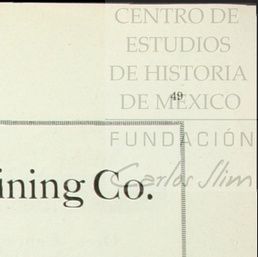 CENTRO DE
ESTUDIOS
DE HISTORIA
DE MÉXICO
49
FUNDACIÓN
Carlos Slim
ining Co.